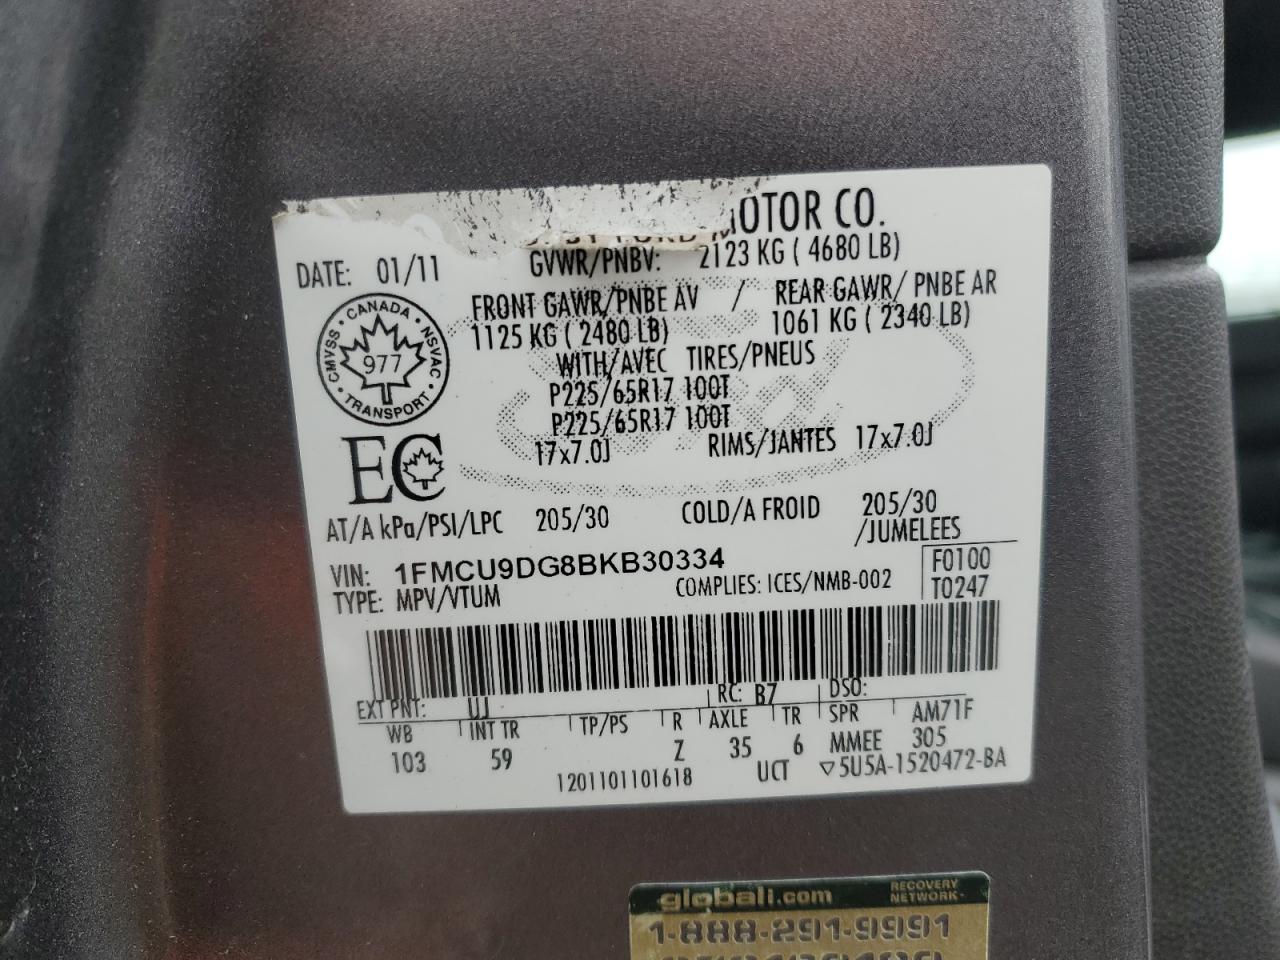 MOTOR CO.
DATE: 01/11
GVWR/PNBV: 2123 KG ( 4680 LB)
FRONT GAWR/PNBE AV / REAR GAWR/ PNBE AR
1125 KG ( 2480 LB) 1061 KG ( 2340 LB)
WITH/AVEC TIRES/PNEUS
P225/65R17 100T
P225/65R17 100T
17x7.0J RIMS/JANTES 17x7.0J
CANADA · NSVAC · TRANSPORT · CMVSS ·
977
EC
AT/A kPa/PSI/LPC 205/30 COLD/A FROID 205/30
/JUMELEES
VIN: 1FMCU9DG8BKB30334
TYPE: MPV/VTUM COMPLIES: ICES/NMB-002
F0100
T0247
EXT PNT: UJ RC: B7 DSO:
WB INT TR TP/PS R AXLE TR SPR AM71F
103 59 Z 35 6 MMEE 305
1201101101618 UCT ▽5U5A-1520472-BA
globali.com RECOVERY
NETWORK
1-888-291-9991